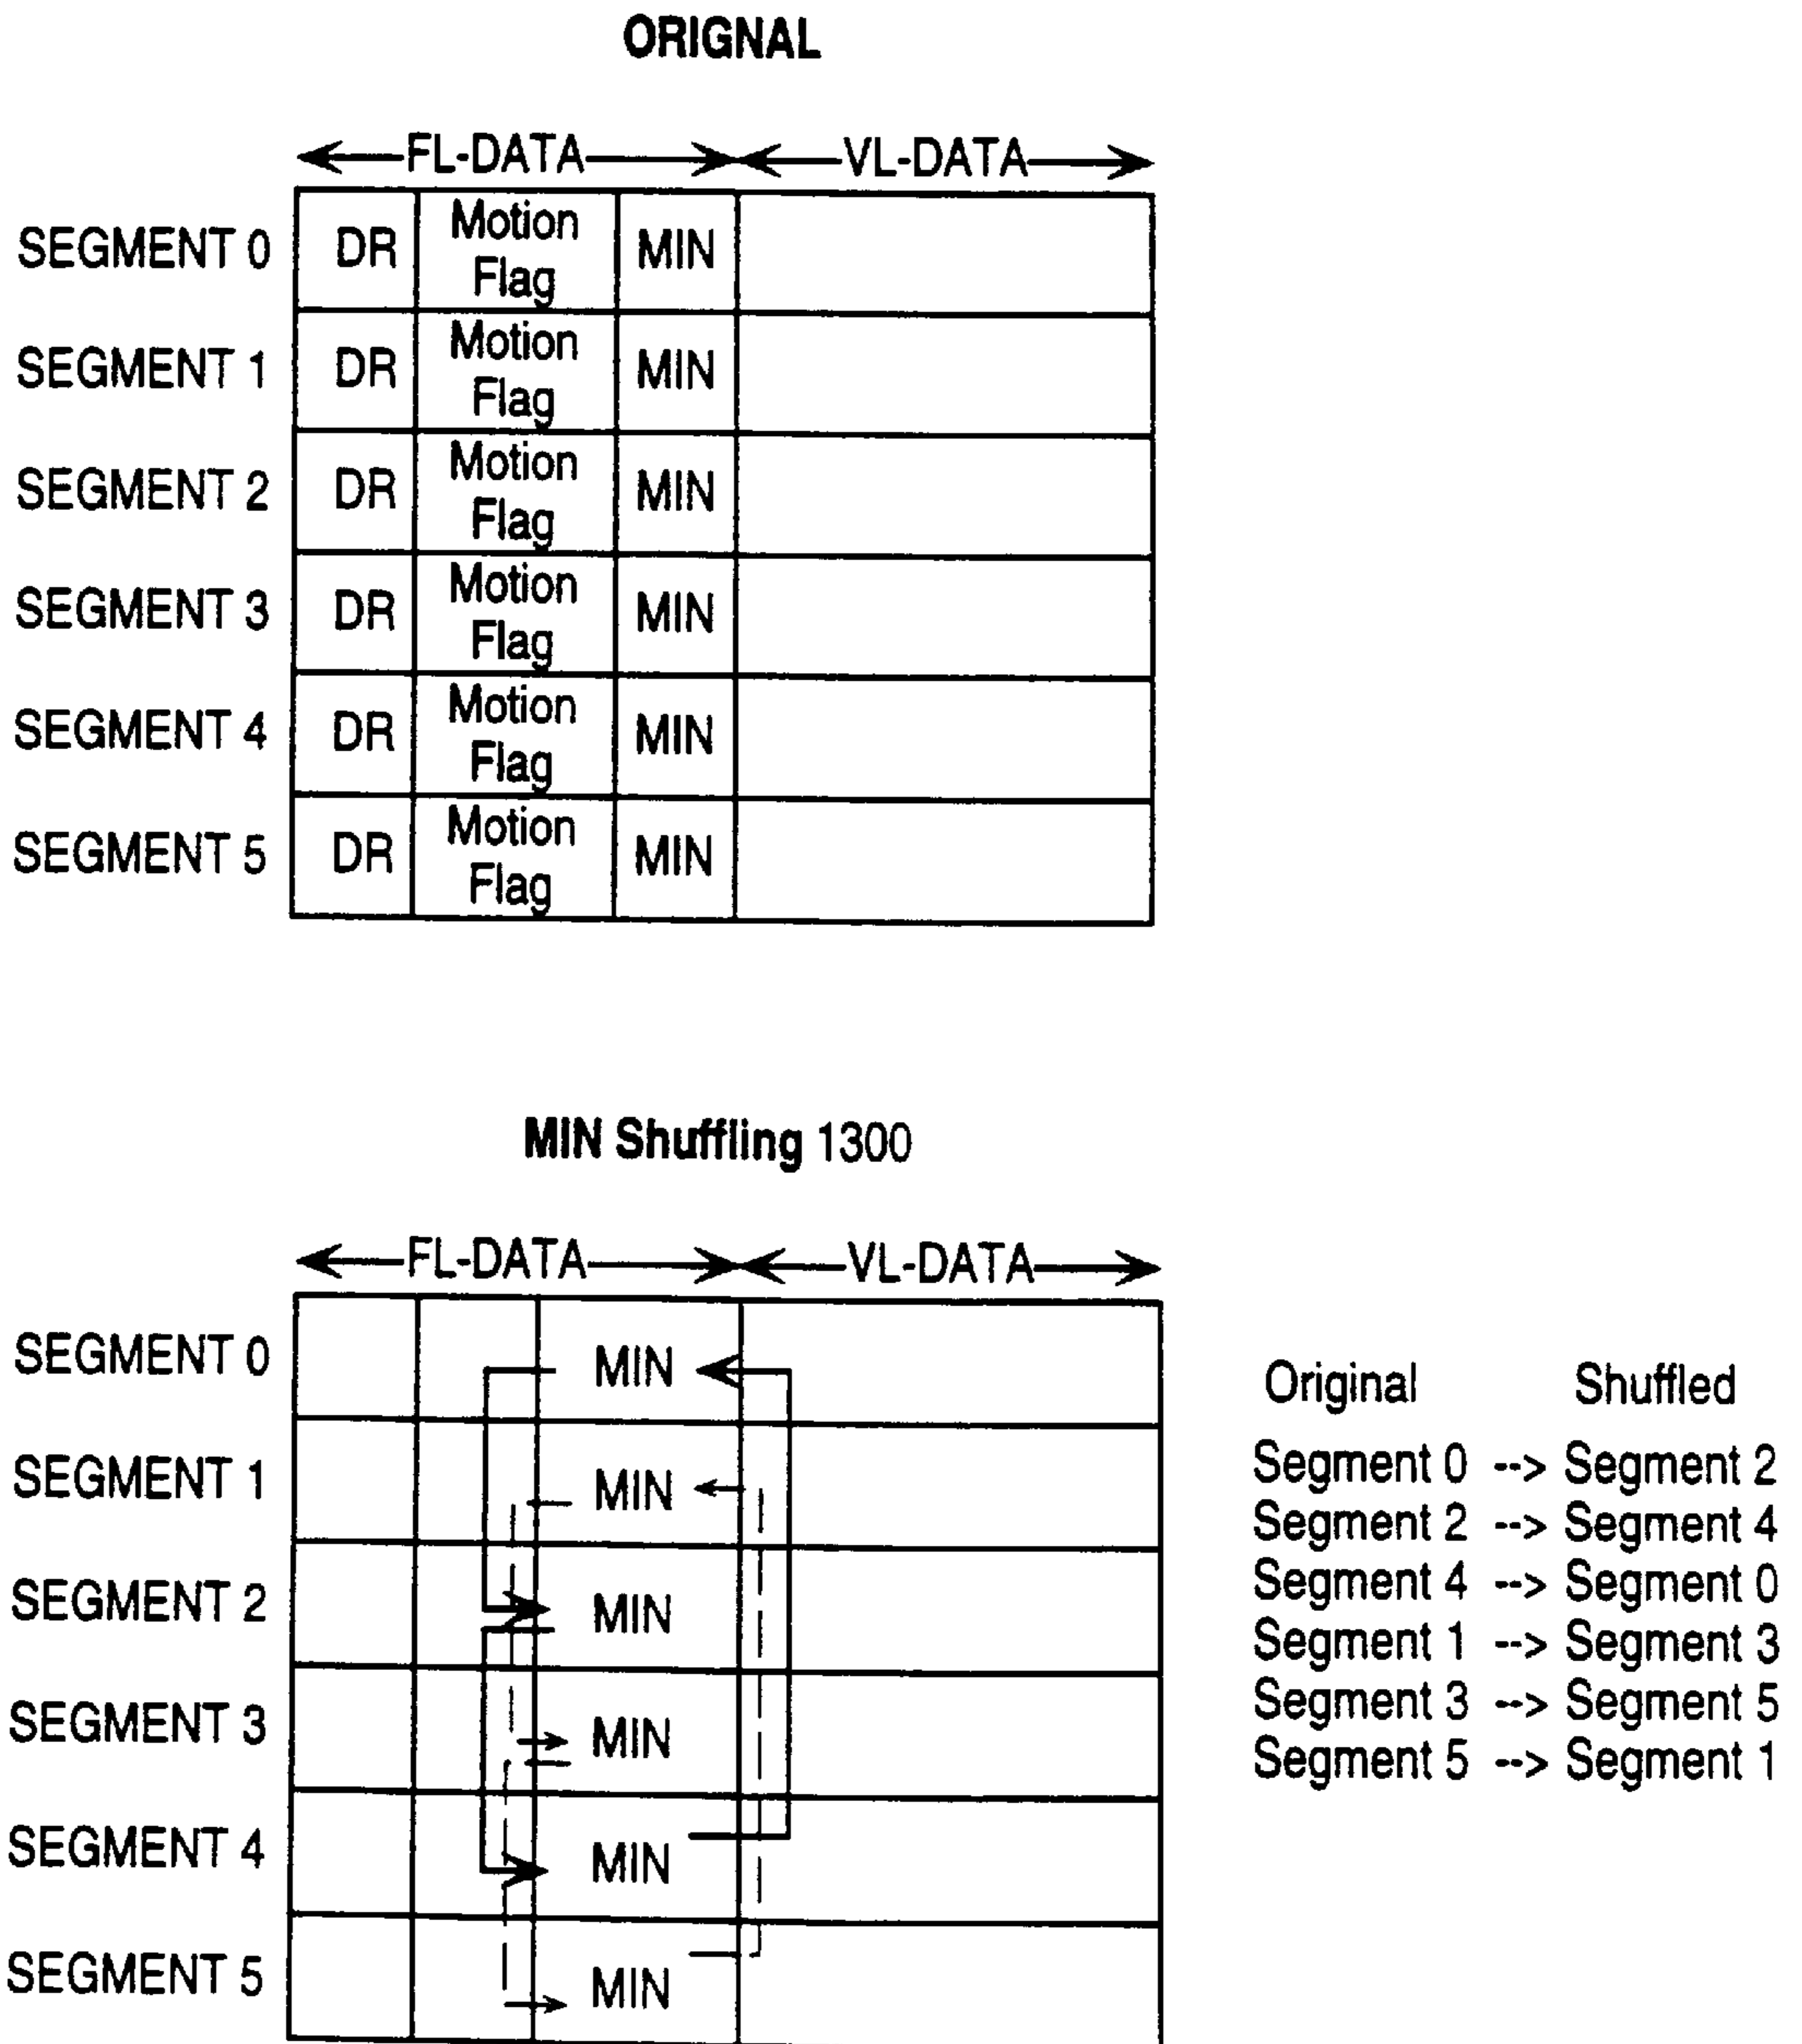 ORIGNAL
FL-DATA VL-DATA
SEGMENT 0 DR Motion Flag MIN
SEGMENT 1 DR Motion Flag MIN
SEGMENT 2 DR Motion Flag MIN
SEGMENT 3 DR Motion Flag MIN
SEGMENT 4 DR Motion Flag MIN
SEGMENT 5 DR Motion Flag MIN
MIN Shuffling 1300
FL-DATA VL-DATA
SEGMENT 0 MIN
SEGMENT 1 MIN
SEGMENT 2 MIN
SEGMENT 3 MIN
SEGMENT 4 MIN
SEGMENT 5 MIN
Original Shuffled
Segment 0 --> Segment 2
Segment 2 --> Segment 4
Segment 4 --> Segment 0
Segment 1 --> Segment 3
Segment 3 --> Segment 5
Segment 5 --> Segment 1